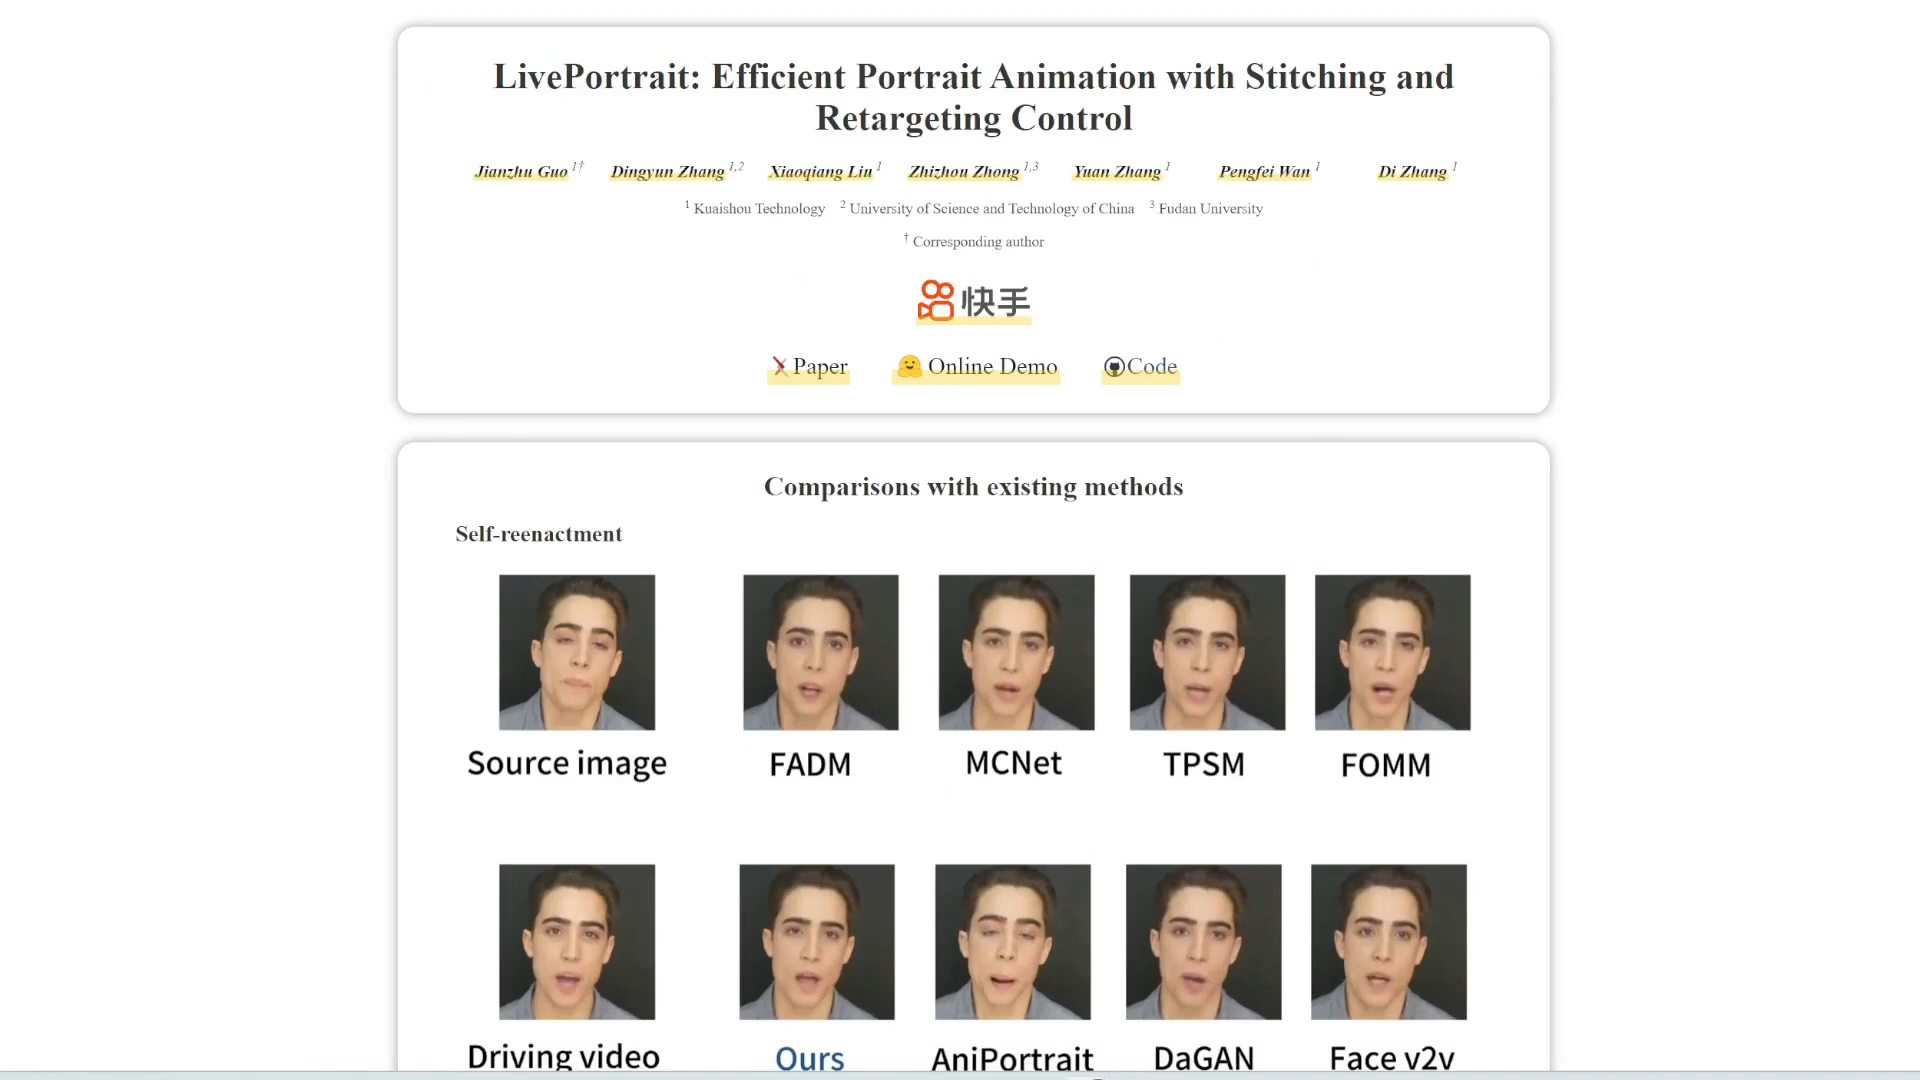 LivePortrait: Efficient Portrait Animation with Stitching and
Retargeting Control
Jianzhu Guo 1† Dingyun Zhang 1,2 Xiaoqiang Liu 1 Zhizhou Zhong 1,3 Yuan Zhang 1 Pengfei Wan 1 Di Zhang 1
1 Kuaishou Technology 2 University of Science and Technology of China 3 Fudan University
† Corresponding author
快手
Paper Online Demo Code
Comparisons with existing methods
Self-reenactment
Source image FADM MCNet TPSM FOMM
Driving video Ours AniPortrait DaGAN Face v2v